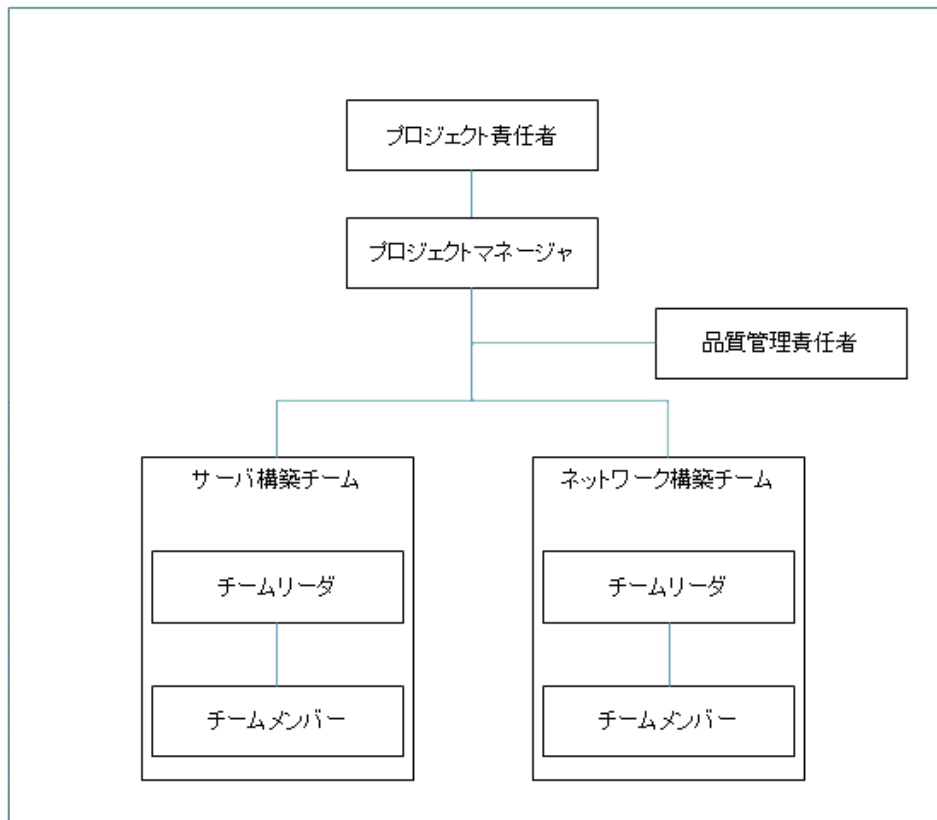 プロジェクト責任者
プロジェクトマネージャ
品質管理責任者
サーバ構築チーム
チームリーダ
チームメンバー
ネットワーク構築チーム
チームリーダ
チームメンバー